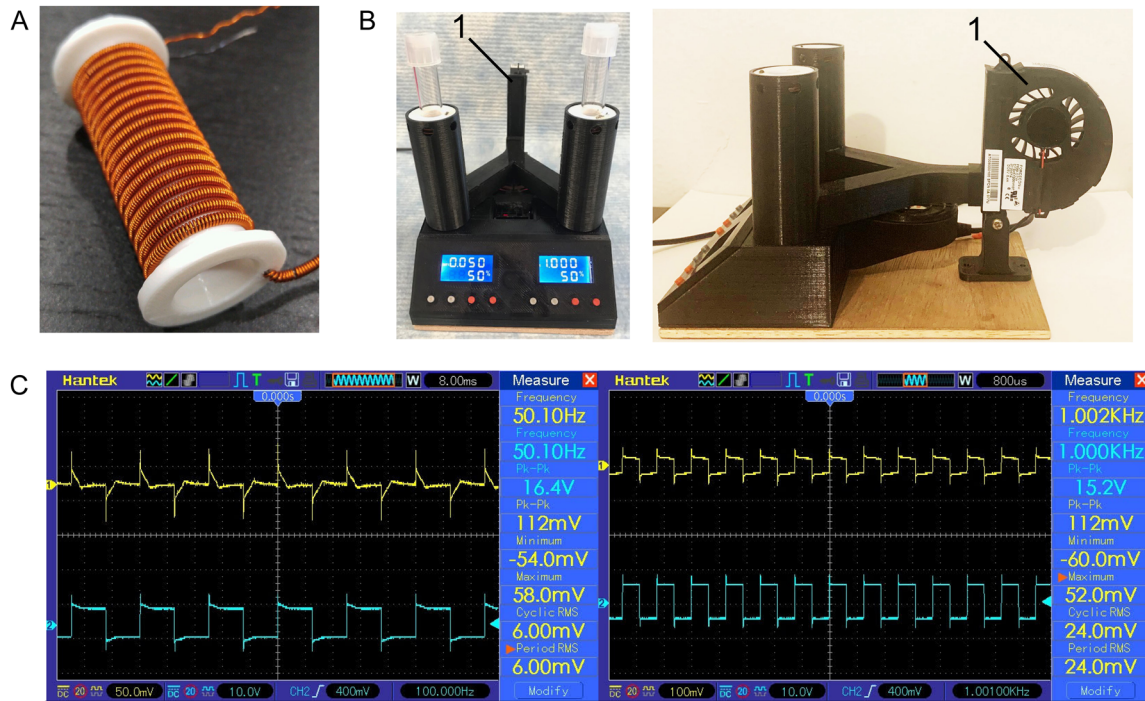 A
B
1
1
0.050
50%
1.000
50%
C
Hantek
T
W
8.00ms
Measure
0.000s
Frequency
50.10Hz
Frequency
50.10Hz
Pk-Pk
16.4V
Pk-Pk
112mV
Minimum
-54.0mV
Maximum
58.0mV
Cyclic RMS
6.00mV
Period RMS
6.00mV
1
2
DC 20 50.0mV DC 20 10.0V CH2 400mV 100.000Hz Modify
Hantek
T
W
800us
Measure
0.000s
Frequency
1.002KHz
Frequency
1.000KHz
Pk-Pk
15.2V
Pk-Pk
112mV
Minimum
-60.0mV
Maximum
52.0mV
Cyclic RMS
24.0mV
Period RMS
24.0mV
1
2
DC 20 100mV DC 20 10.0V CH2 400mV 1.00100KHz Modify